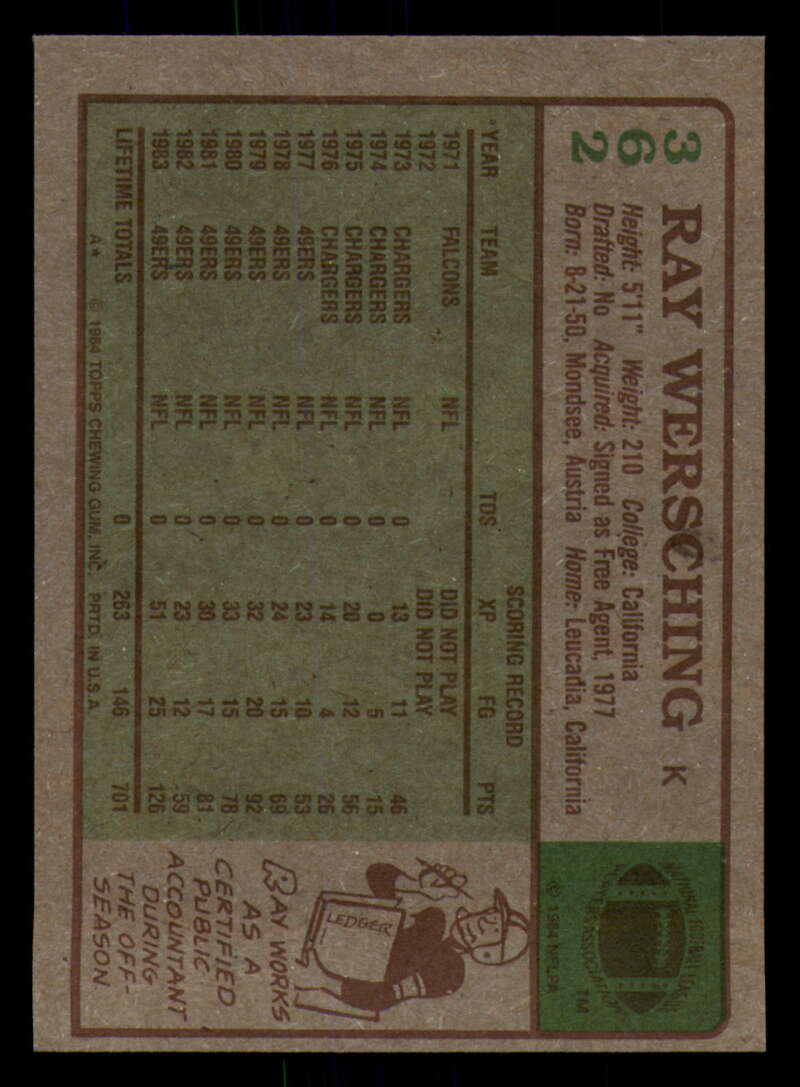 362
RAY WERSCHING K
Height: 5'11" Weight: 210 College: California
Drafted: No Acquired: Signed as Free Agent, 1977
Born: 8-21-50, Mondsee, Austria Home: Leucadia, California
NATIONAL FOOTBALL LEAGUE
PLAYERS ASSOCIATION
TM
© 1984 NFLPA
SCORING RECORD
YEAR TEAM TDS XP FG PTS
1971 FALCONS NFL DID NOT PLAY
1972 DID NOT PLAY
1973 CHARGERS NFL 0 13 11 46
1974 CHARGERS NFL 0 0 5 15
1975 CHARGERS NFL 0 20 12 56
1976 CHARGERS NFL 0 14 4 26
1977 49ERS NFL 0 23 10 53
1978 49ERS NFL 0 24 15 69
1979 49ERS NFL 0 32 20 92
1980 49ERS NFL 0 33 15 78
1981 49ERS NFL 0 30 17 81
1982 49ERS NFL 0 23 12 59
1983 49ERS NFL 0 51 25 126
LIFETIME TOTALS 0 263 146 701
A* © 1984 TOPPS CHEWING GUM, INC. PRTD. IN U.S.A.
LEDGER
RAY WORKS
AS A
CERTIFIED
PUBLIC
ACCOUNTANT
DURING
THE OFF-
SEASON